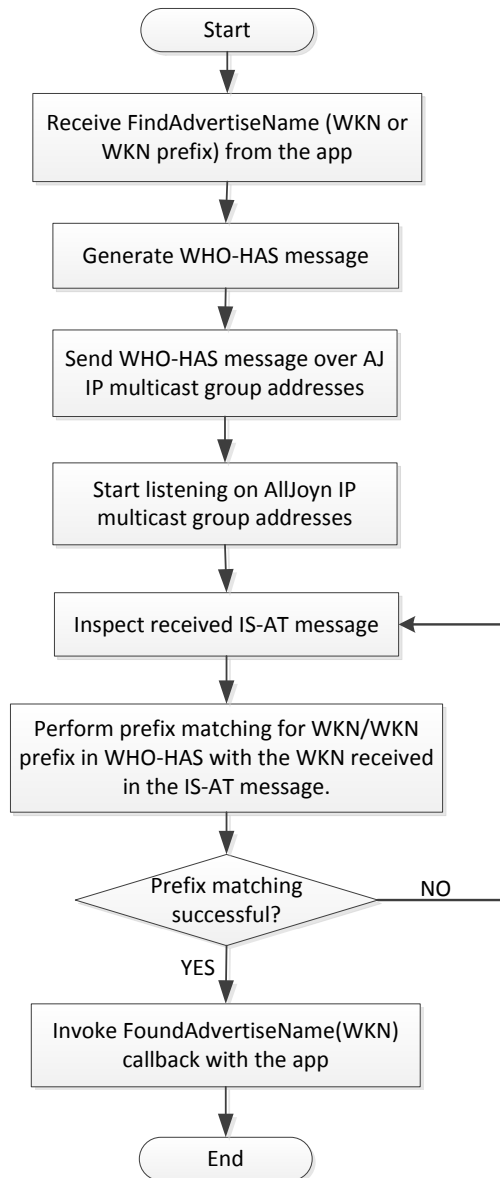 Start
Receive FindAdvertiseName (WKN or
WKN prefix) from the app
Generate WHO-HAS message
Send WHO-HAS message over AJ
IP multicast group addresses
Start listening on AllJoyn IP
multicast group addresses
Inspect received IS-AT message
Perform prefix matching for WKN/WKN
prefix in WHO-HAS with the WKN received
in the IS-AT message.
Prefix matching
successful?
NO
YES
Invoke FoundAdvertiseName(WKN)
callback with the app
End